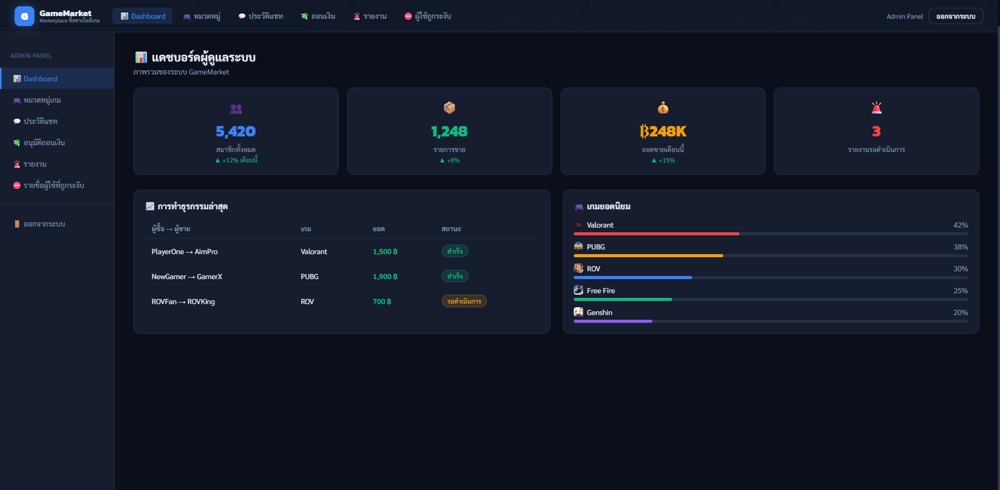 G
GameMarket
Marketplace ซื้อขายไอดีเกม
Dashboard
หมวดหมู่
ประวัติแชท
ถอนเงิน
รายงาน
ผู้ใช้ถูกระงับ
Admin Panel
ออกจากระบบ
ADMIN PANEL
Dashboard
หมวดหมู่เกม
ประวัติแชท
อนุมัติถอนเงิน
รายงาน
รายชื่อผู้ใช้ที่ถูกระงับ
ออกจากระบบ
แดชบอร์ดผู้ดูแลระบบ
ภาพรวมของระบบ GameMarket
5,420
สมาชิกทั้งหมด
▲ +12% เดือนนี้
1,248
รายการขาย
▲ +8%
฿248K
ยอดขายเดือนนี้
▲ +15%
3
รายงานรอดำเนินการ
การทำธุรกรรมล่าสุด
ผู้ซื้อ → ผู้ขาย เกม ยอด สถานะ
PlayerOne → AimPro Valorant 1,500 ฿ สำเร็จ
NewGamer → GamerX PUBG 1,900 ฿ สำเร็จ
ROVFan → ROVKing ROV 700 ฿ รอดำเนินการ
เกมยอดนิยม
Valorant 42%
PUBG 38%
ROV 30%
Free Fire 25%
Genshin 20%